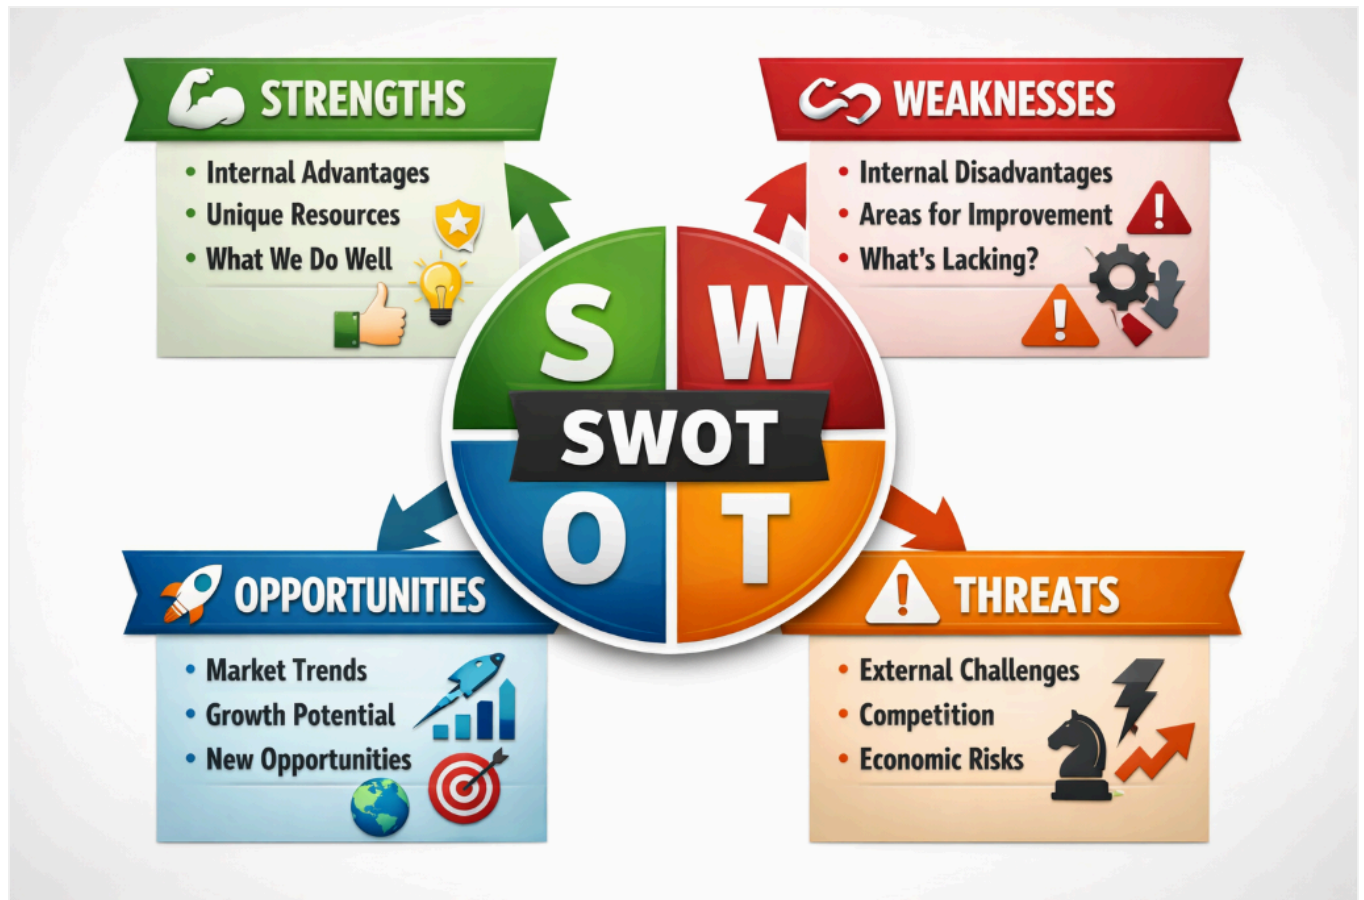 STRENGTHS
• Internal Advantages
• Unique Resources
• What We Do Well
WEAKNESSES
• Internal Disadvantages
• Areas for Improvement
• What's Lacking?
S
W
SWOT
O
T
OPPORTUNITIES
• Market Trends
• Growth Potential
• New Opportunities
THREATS
• External Challenges
• Competition
• Economic Risks